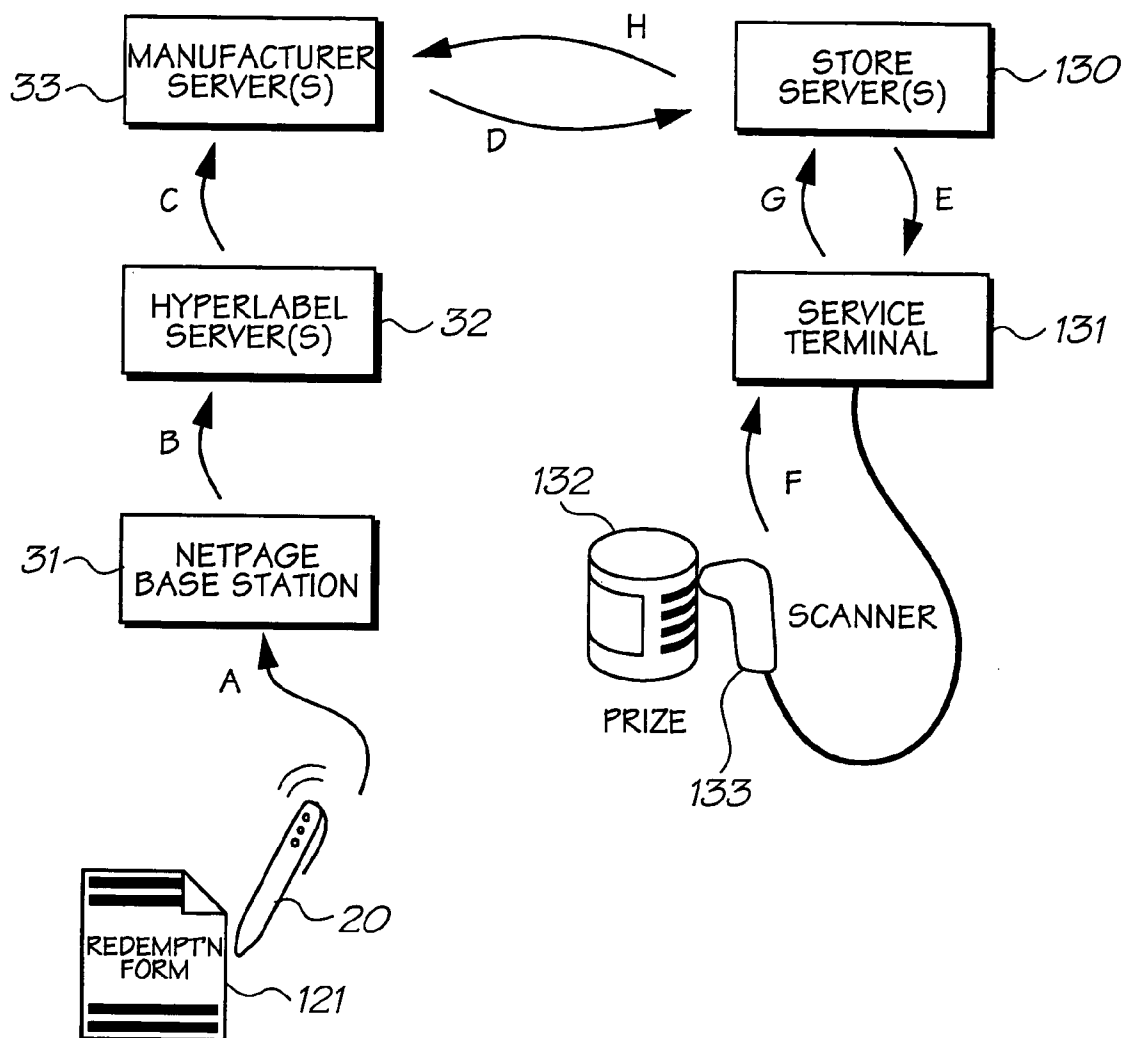 H
MANUFACTURER
SERVER(S)
33
STORE
SERVER(S)
130
D
C
G
E
HYPERLABEL
SERVER(S)
32
SERVICE
TERMINAL
131
B
F
132
31
NETPAGE
BASE STATION
SCANNER
A
PRIZE
133
20
REDEMPT'N
FORM
121